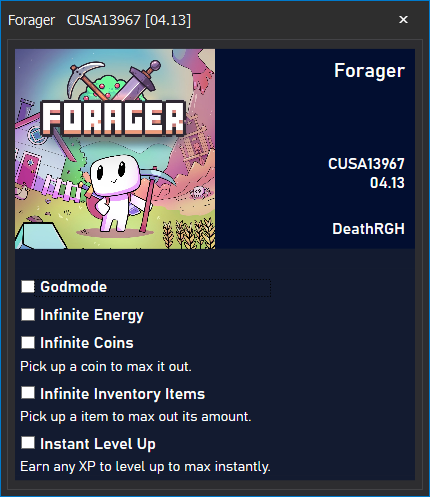 Forager CUSA13967 [04.13]
FORAGER
Forager
CUSA13967
04.13
DeathRGH
Godmode
Infinite Energy
Infinite Coins
Pick up a coin to max it out.
Infinite Inventory Items
Pick up a item to max out its amount.
Instant Level Up
Earn any XP to level up to max instantly.